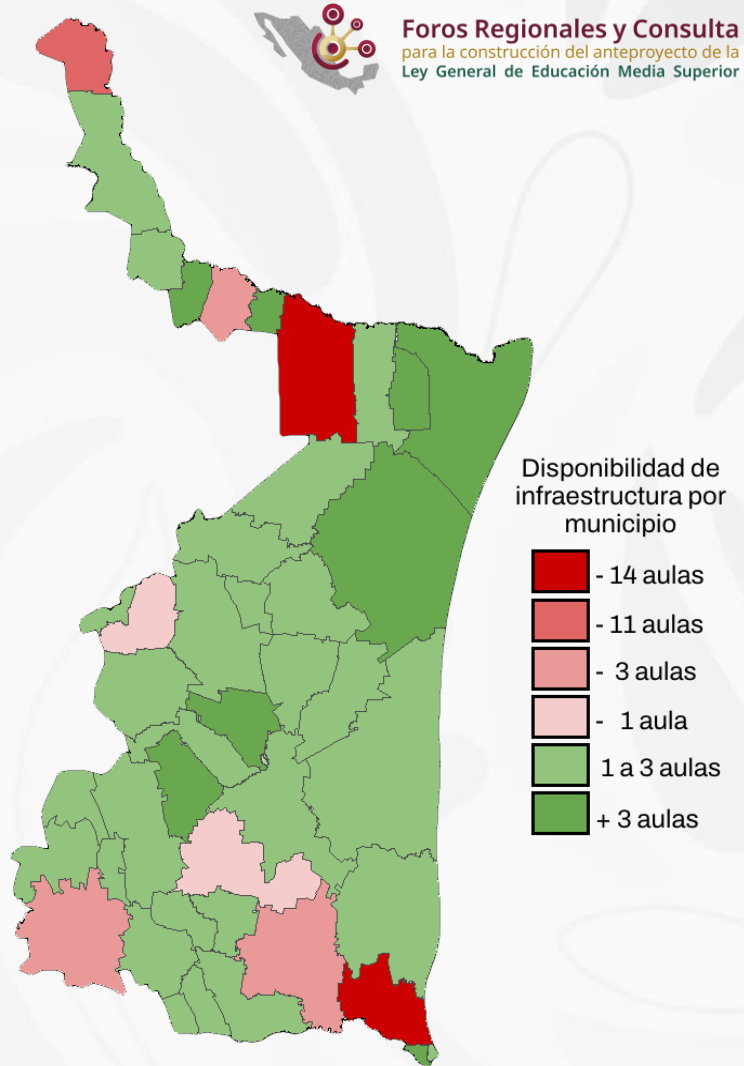 Foros Regionales y Consulta
para la construcción del anteproyecto de la
Ley General de Educación Media Superior
Disponibilidad de
infraestructura por
municipio
- 14 aulas
- 11 aulas
- 3 aulas
- 1 aula
1 a 3 aulas
+ 3 aulas